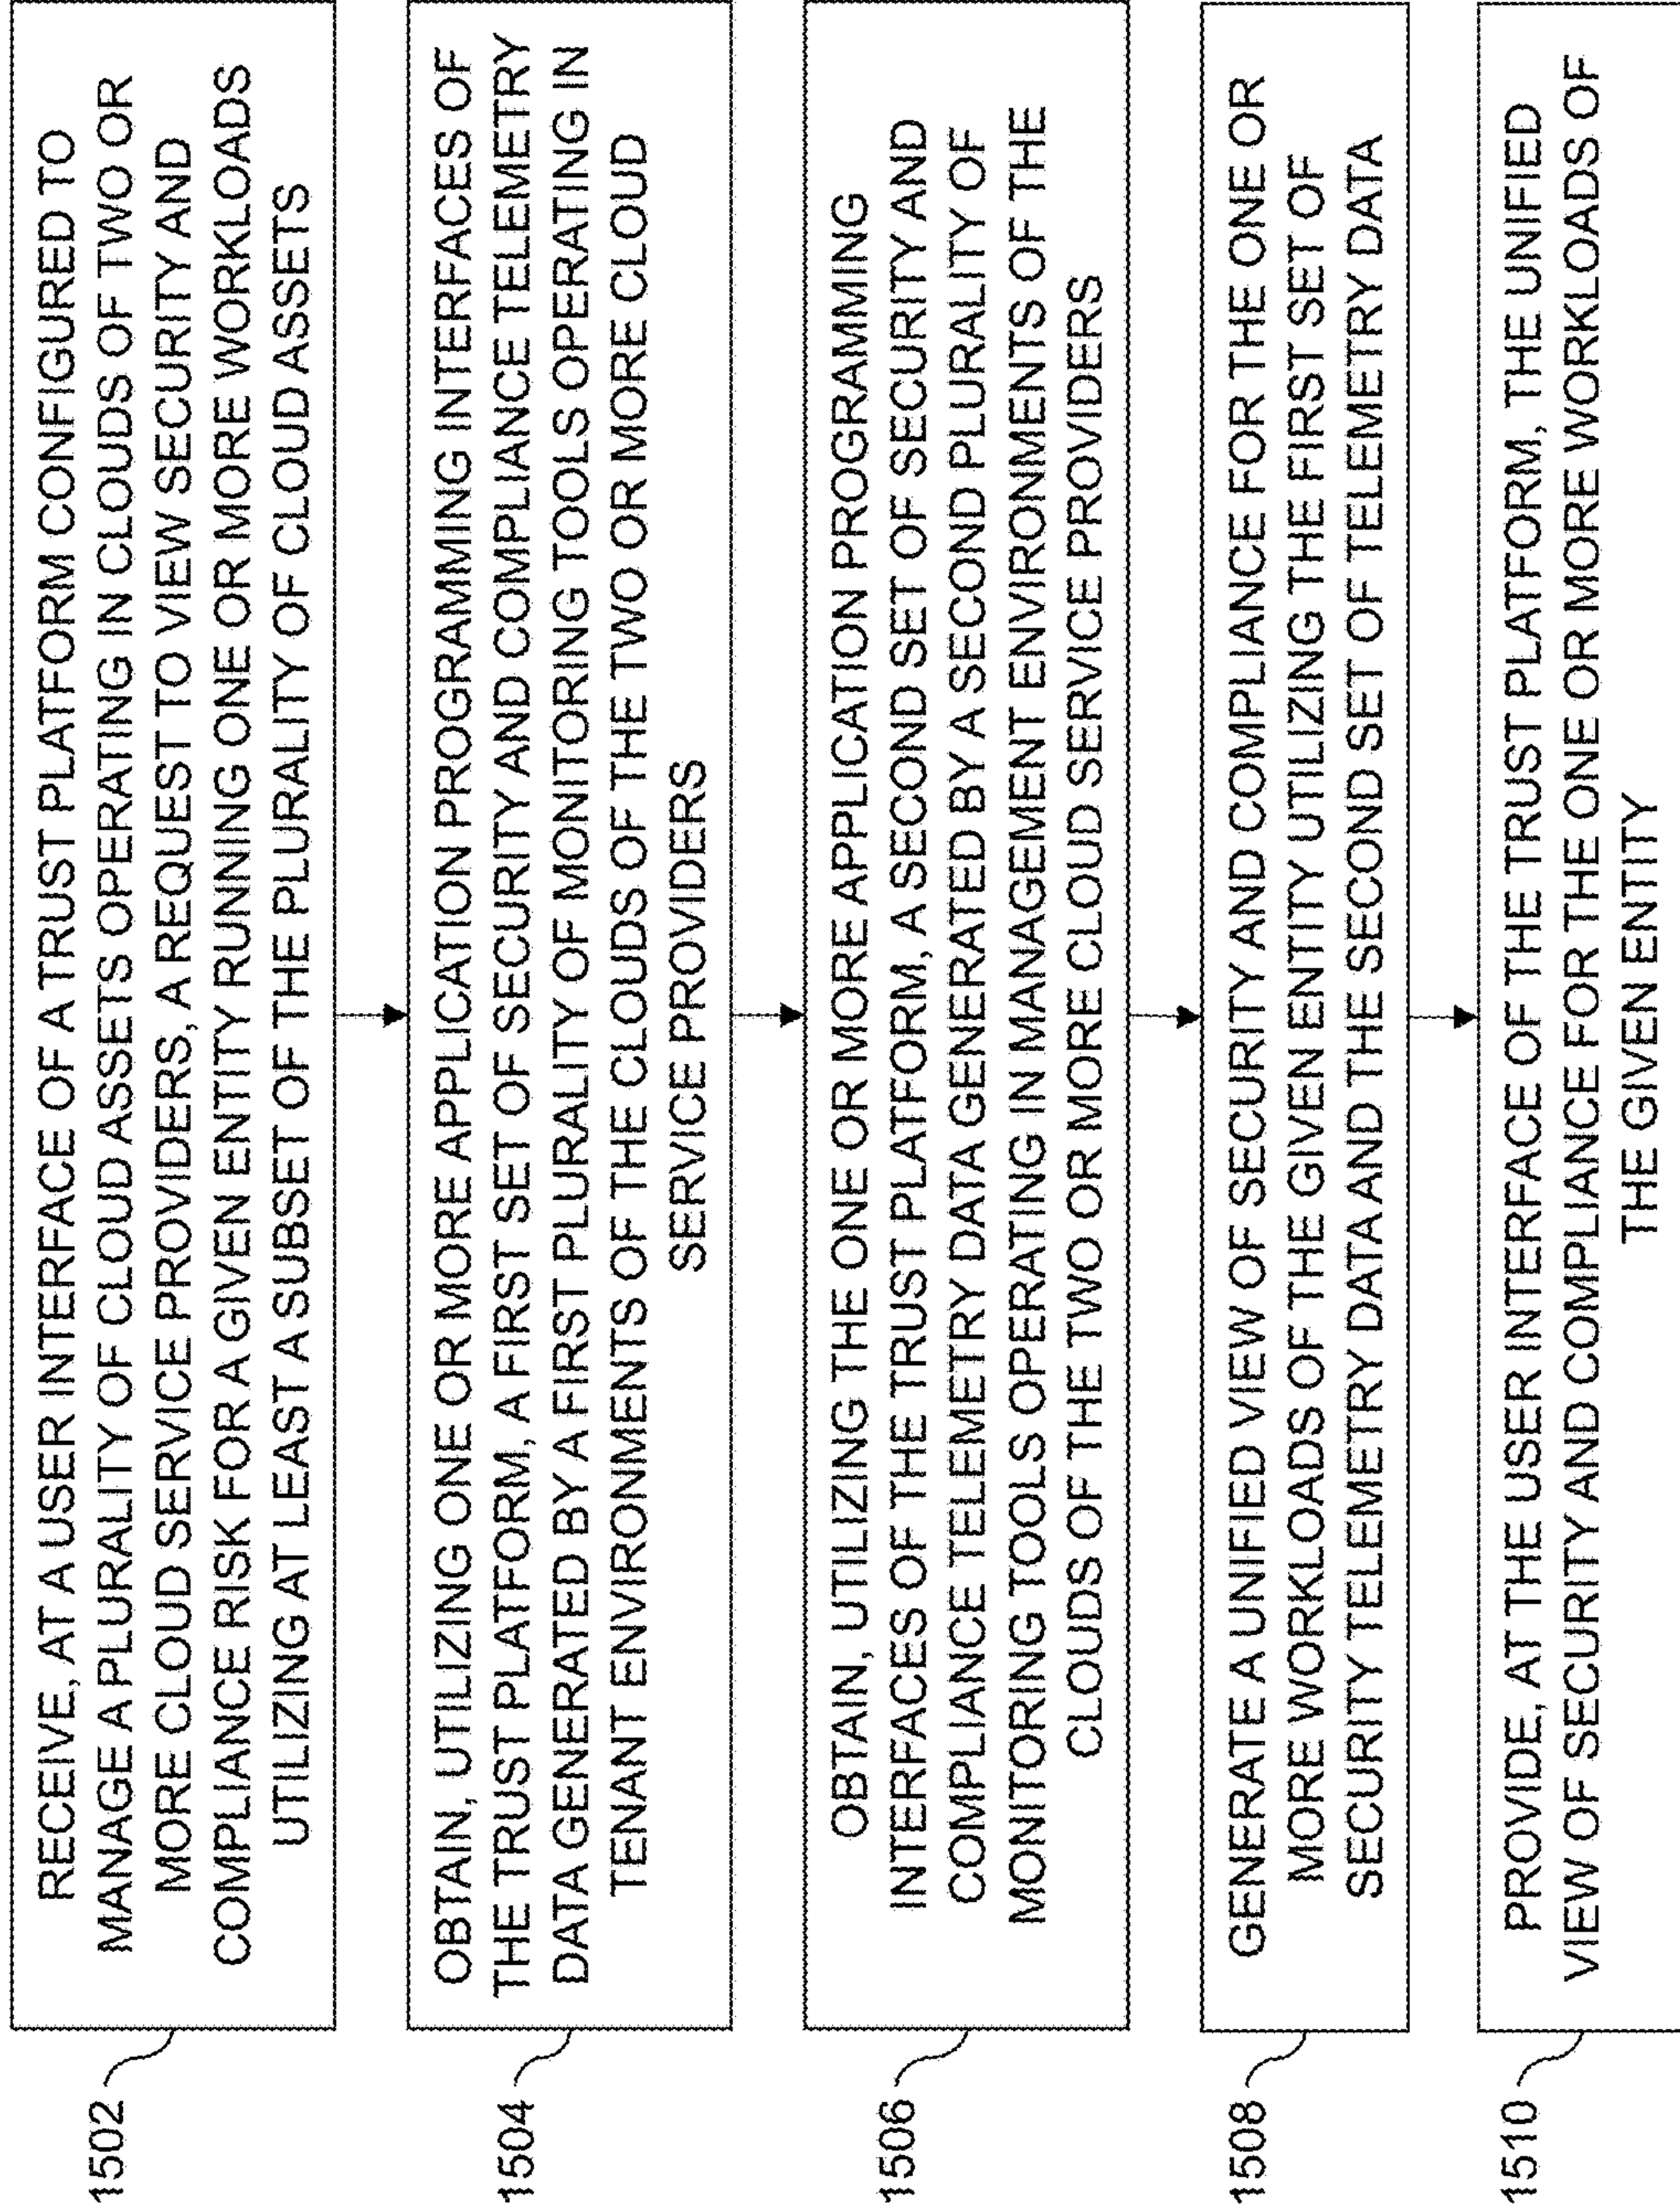 1502
RECEIVE, AT A USER INTERFACE OF A TRUST PLATFORM CONFIGURED TO
MANAGE A PLURALITY OF CLOUD ASSETS OPERATING IN CLOUDS OF TWO OR
MORE CLOUD SERVICE PROVIDERS, A REQUEST TO VIEW SECURITY AND
COMPLIANCE RISK FOR A GIVEN ENTITY RUNNING ONE OR MORE WORKLOADS
UTILIZING AT LEAST A SUBSET OF THE PLURALITY OF CLOUD ASSETS
1504
OBTAIN, UTILIZING ONE OR MORE APPLICATION PROGRAMMING INTERFACES OF
THE TRUST PLATFORM, A FIRST SET OF SECURITY AND COMPLIANCE TELEMETRY
DATA GENERATED BY A FIRST PLURALITY OF MONITORING TOOLS OPERATING IN
TENANT ENVIRONMENTS OF THE CLOUDS OF THE TWO OR MORE CLOUD
SERVICE PROVIDERS
1506
OBTAIN, UTILIZING THE ONE OR MORE APPLICATION PROGRAMMING
INTERFACES OF THE TRUST PLATFORM, A SECOND SET OF SECURITY AND
COMPLIANCE TELEMETRY DATA GENERATED BY A SECOND PLURALITY OF
MONITORING TOOLS OPERATING IN MANAGEMENT ENVIRONMENTS OF THE
CLOUDS OF THE TWO OR MORE CLOUD SERVICE PROVIDERS
1508
GENERATE A UNIFIED VIEW OF SECURITY AND COMPLIANCE FOR THE ONE OR
MORE WORKLOADS OF THE GIVEN ENTITY UTILIZING THE FIRST SET OF
SECURITY TELEMETRY DATA AND THE SECOND SET OF TELEMETRY DATA
1510
PROVIDE, AT THE USER INTERFACE OF THE TRUST PLATFORM, THE UNIFIED
VIEW OF SECURITY AND COMPLIANCE FOR THE ONE OR MORE WORKLOADS OF
THE GIVEN ENTITY